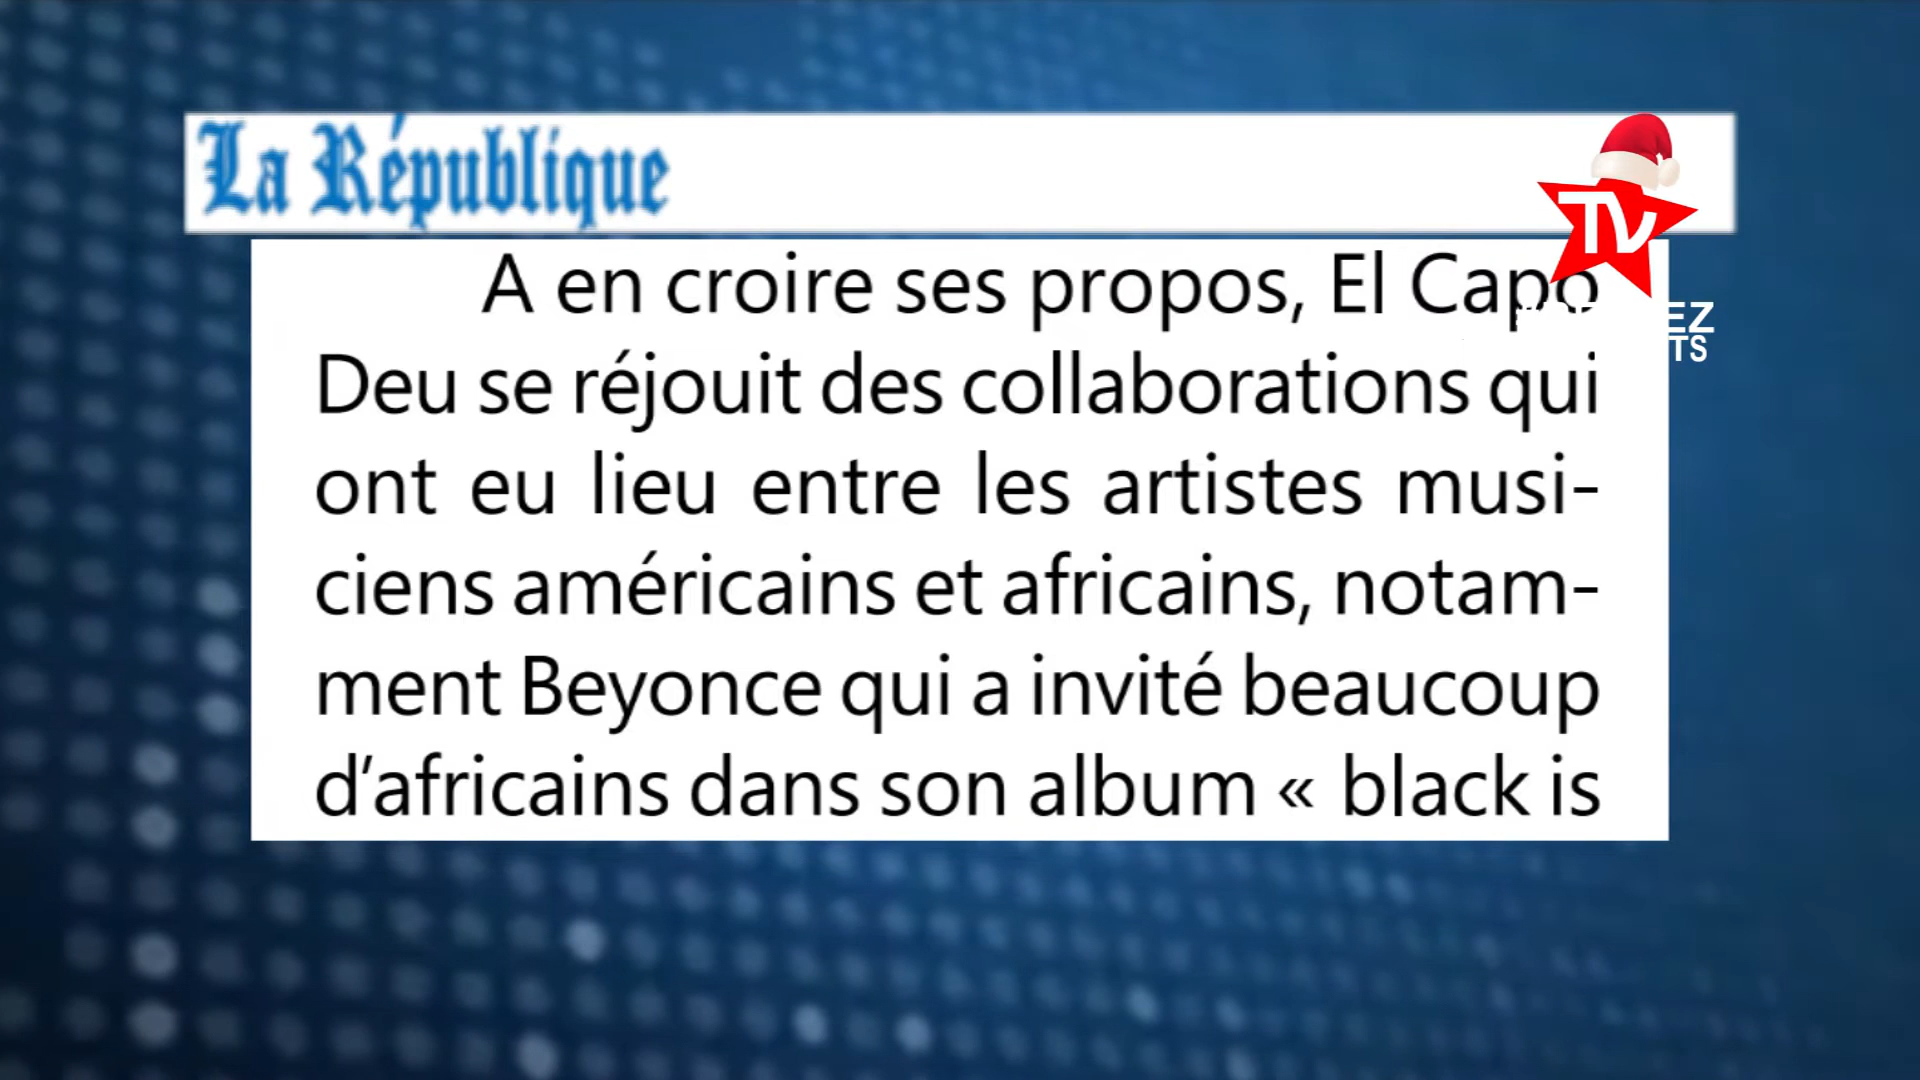 La République
TV
A en croire ses propos, El Capo
EZ
Deu se réjouit des collaborations qui
TS
ont eu lieu entre les artistes musi-
ciens américains et africains, notam-
ment Beyonce qui a invité beaucoup
d'africains dans son album « black is